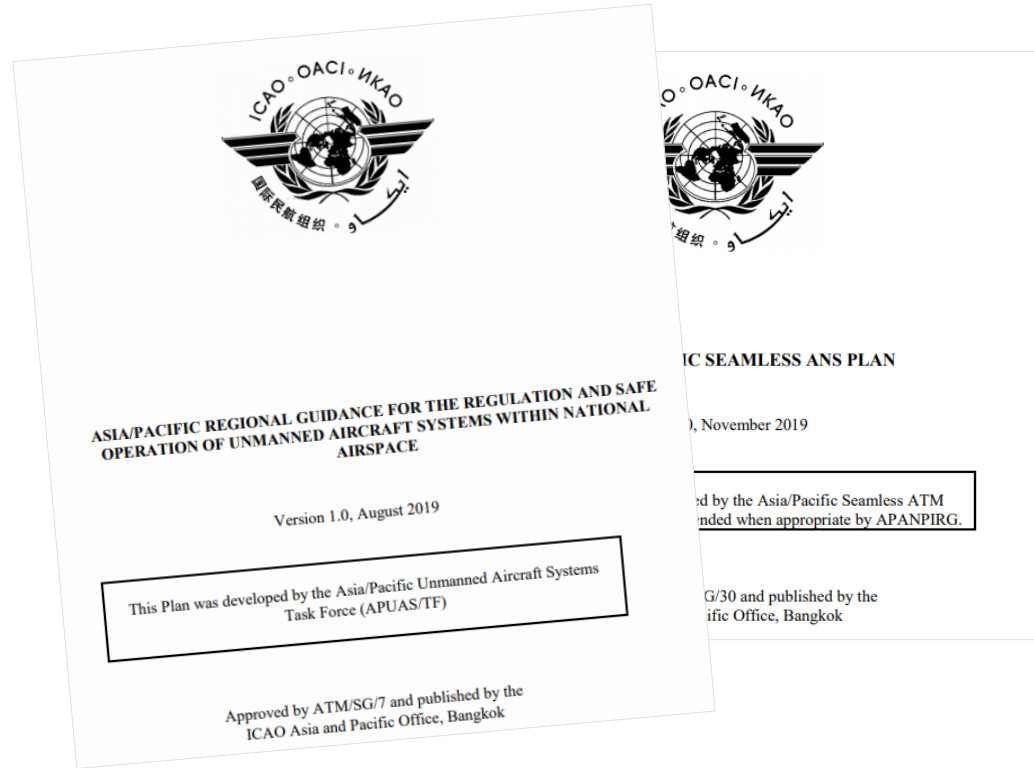 ICAO ◦ OACI ◦ ИКАО
国际民航组织 ◦ ايكاو
ASIA/PACIFIC REGIONAL GUIDANCE FOR THE REGULATION AND SAFE
OPERATION OF UNMANNED AIRCRAFT SYSTEMS WITHIN NATIONAL
AIRSPACE
Version 1.0, August 2019
This Plan was developed by the Asia/Pacific Unmanned Aircraft Systems
Task Force (APUAS/TF)
Approved by ATM/SG/7 and published by the
ICAO Asia and Pacific Office, Bangkok
OACI ◦ ИКАО
组织 ◦ ايكاو
SEAMLESS ANS PLAN
November 2019
by the Asia/Pacific Seamless ATM
when appropriate by APANPIRG.
G/30 and published by the
Office, Bangkok